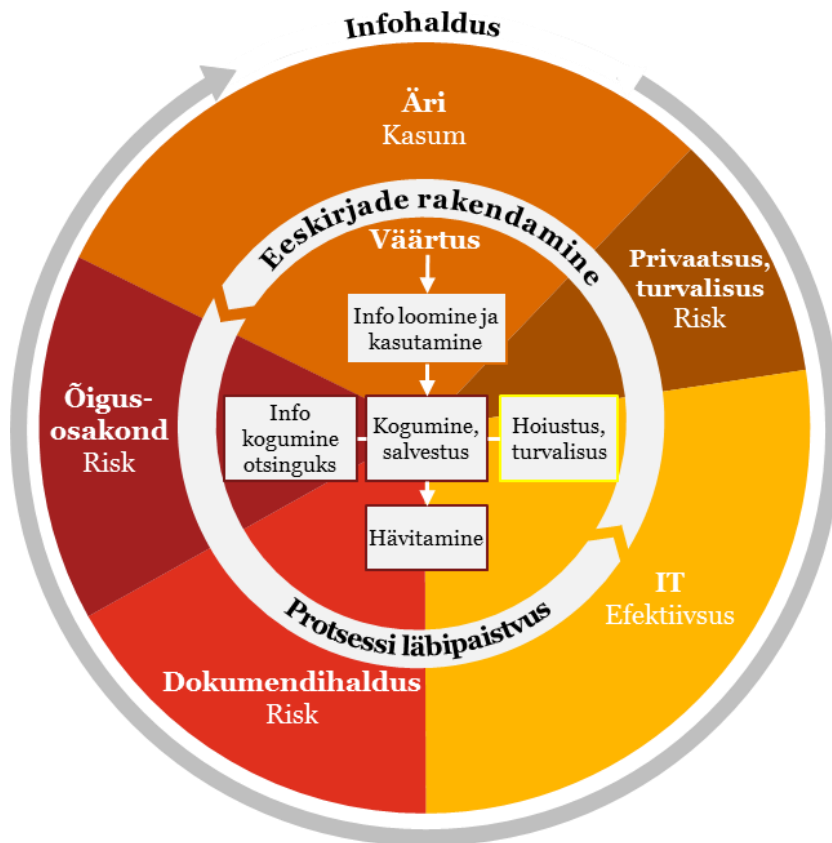 Infohaldus
Äri
Kasum
Eeskirjade rakendamine
Väärtus
Privaatsus,
turvalisus
Risk
Info loomine ja
kasutamine
Õigus-
osakond
Risk
Info
kogumine
otsinguks
Kogumine,
salvestus
Hoiustus,
turvalisus
Hävitamine
IT
Efektiivsus
Protsessi läbipaistvus
Dokumendihaldus
Risk